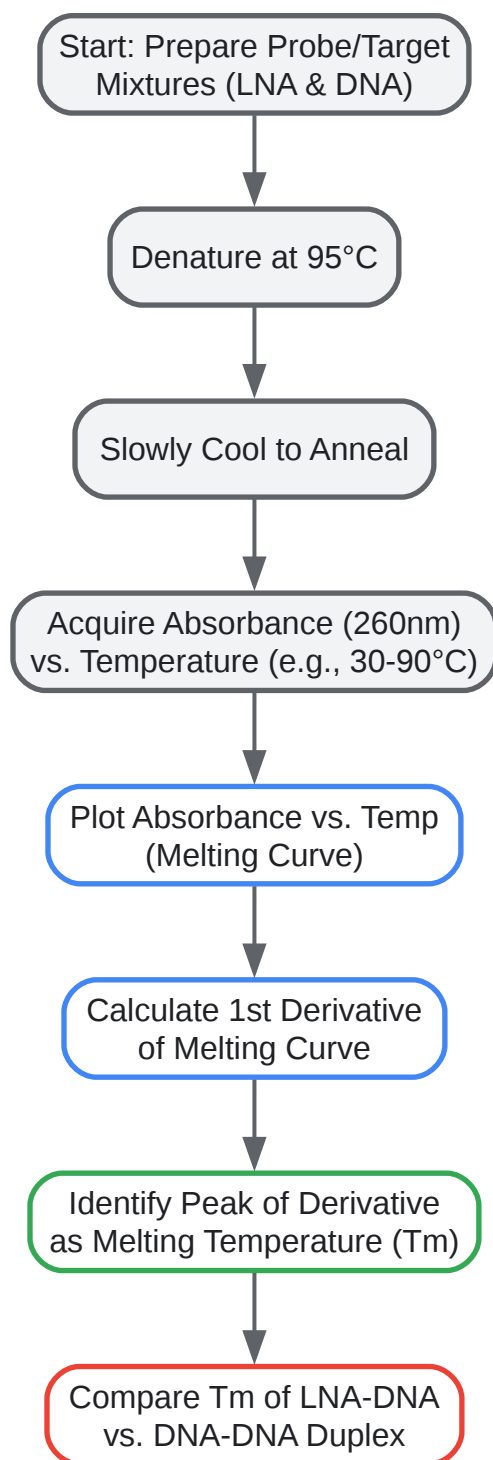 Start: Prepare Probe/Target
Mixtures (LNA & DNA)
Denature at 95°C
Slowly Cool to Anneal
Acquire Absorbance (260nm)
vs. Temperature (e.g., 30-90°C)
Plot Absorbance vs. Temp
(Melting Curve)
Calculate 1st Derivative
of Melting Curve
Identify Peak of Derivative
as Melting Temperature (Tm)
Compare Tm of LNA-DNA
vs. DNA-DNA Duplex